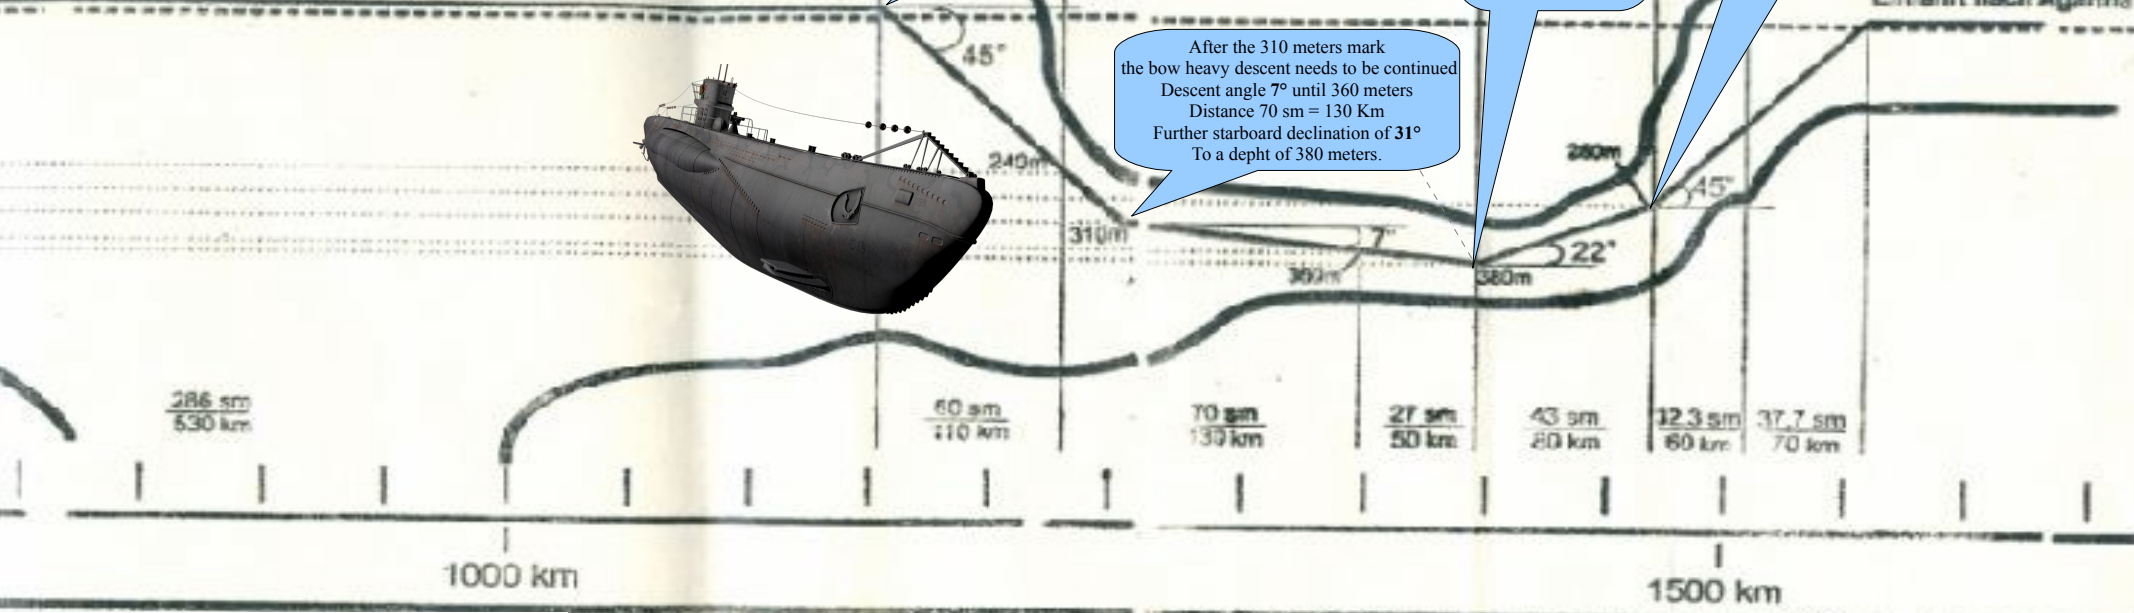 45°
After the 310 meters mark
the bow heavy descent needs to be continued
Descent angle 7° until 360 meters
Distance 70 sm = 130 Km
Further starboard declination of 31°
To a depht of 380 meters.
240m
260m
45°
310m
7°
22°
360m
380m
286 sm
530 km
60 sm
110 km
70 sm
130 km
27 sm
50 km
43 sm
80 km
32,3 sm
60 km
37,7 sm
70 km
1000 km
1500 km